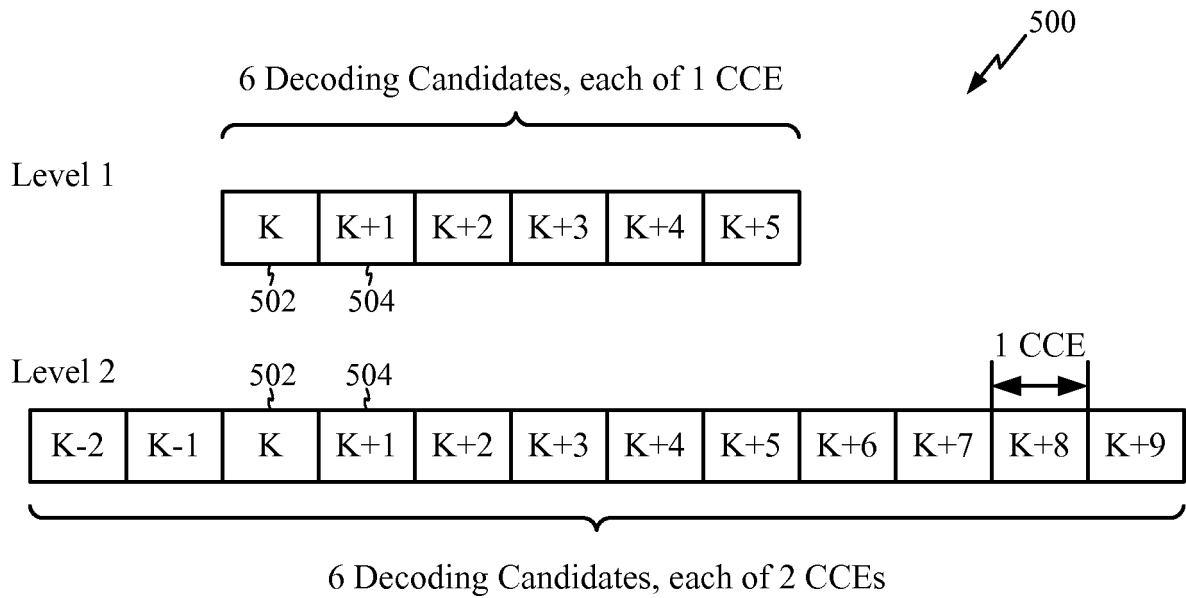 500
6 Decoding Candidates, each of 1 CCE
Level 1
K K+1 K+2 K+3 K+4 K+5
502 504
Level 2 502 504 1 CCE
K-2 K-1 K K+1 K+2 K+3 K+4 K+5 K+6 K+7 K+8 K+9
6 Decoding Candidates, each of 2 CCEs